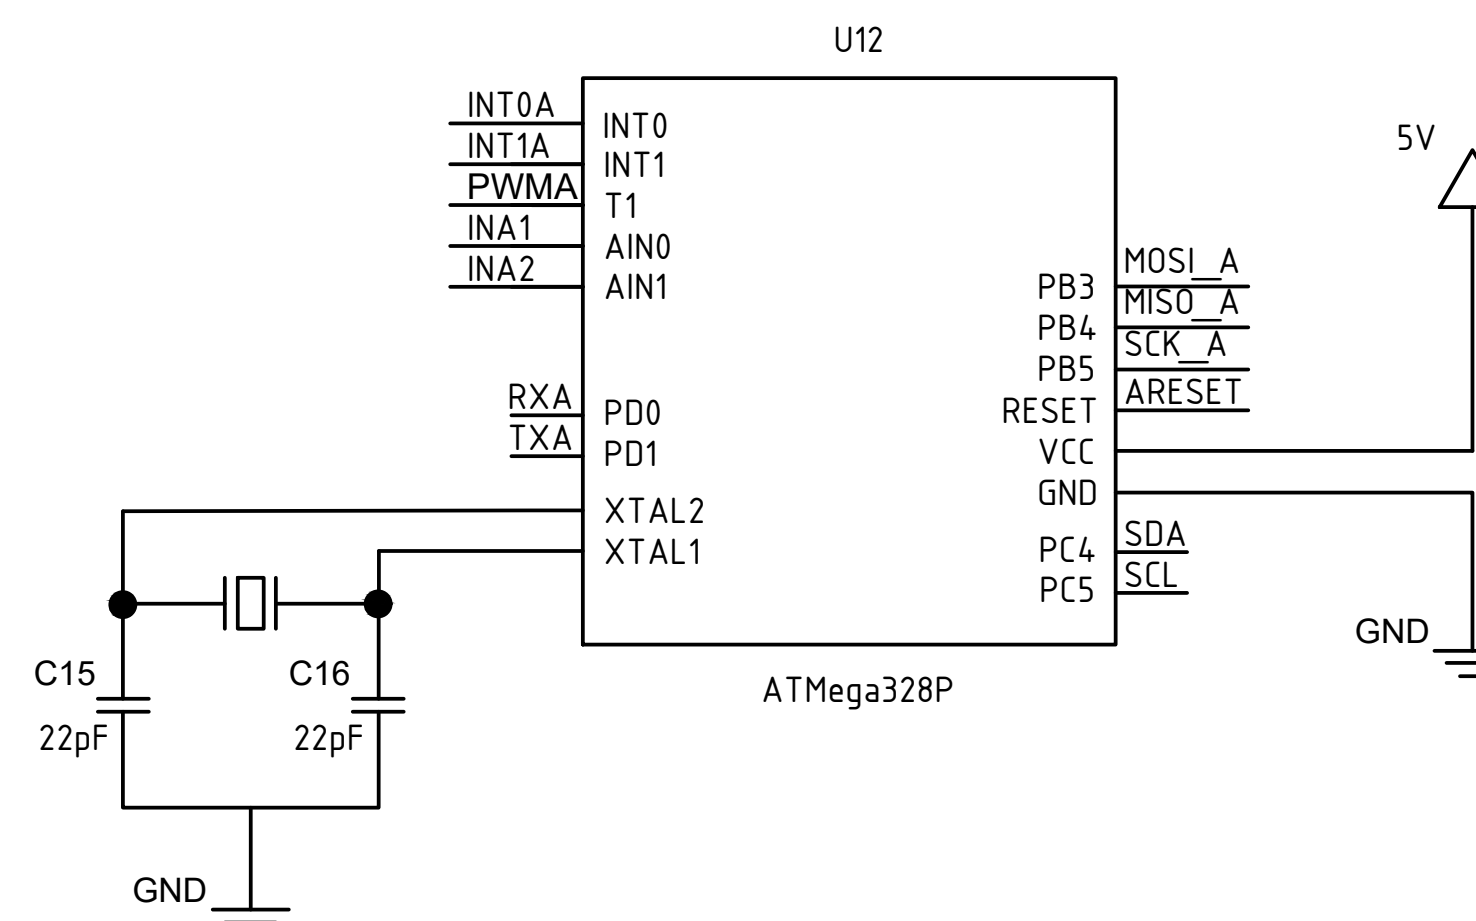 U12
INT0A
INT0
INT1A
INT1
PWMA
T1
INA1
AIN0
INA2
AIN1
RXA
PD0
TXA
PD1
XTAL2
XTAL1
5V
MOSI_A
PB3
MISO_A
PB4
SCK_A
PB5
ARESET
RESET
VCC
GND
SDA
PC4
SCL
PC5
GND
ATMega328P
C15
22pF
C16
22pF
GND